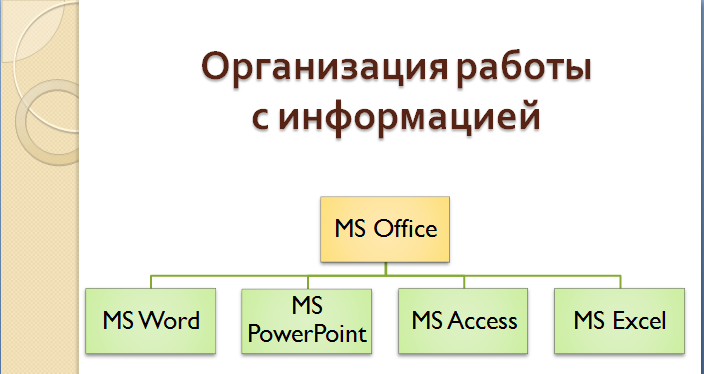 Организация работы
с информацией
MS Office
MS Word
MS
PowerPoint
MS Access
MS Excel